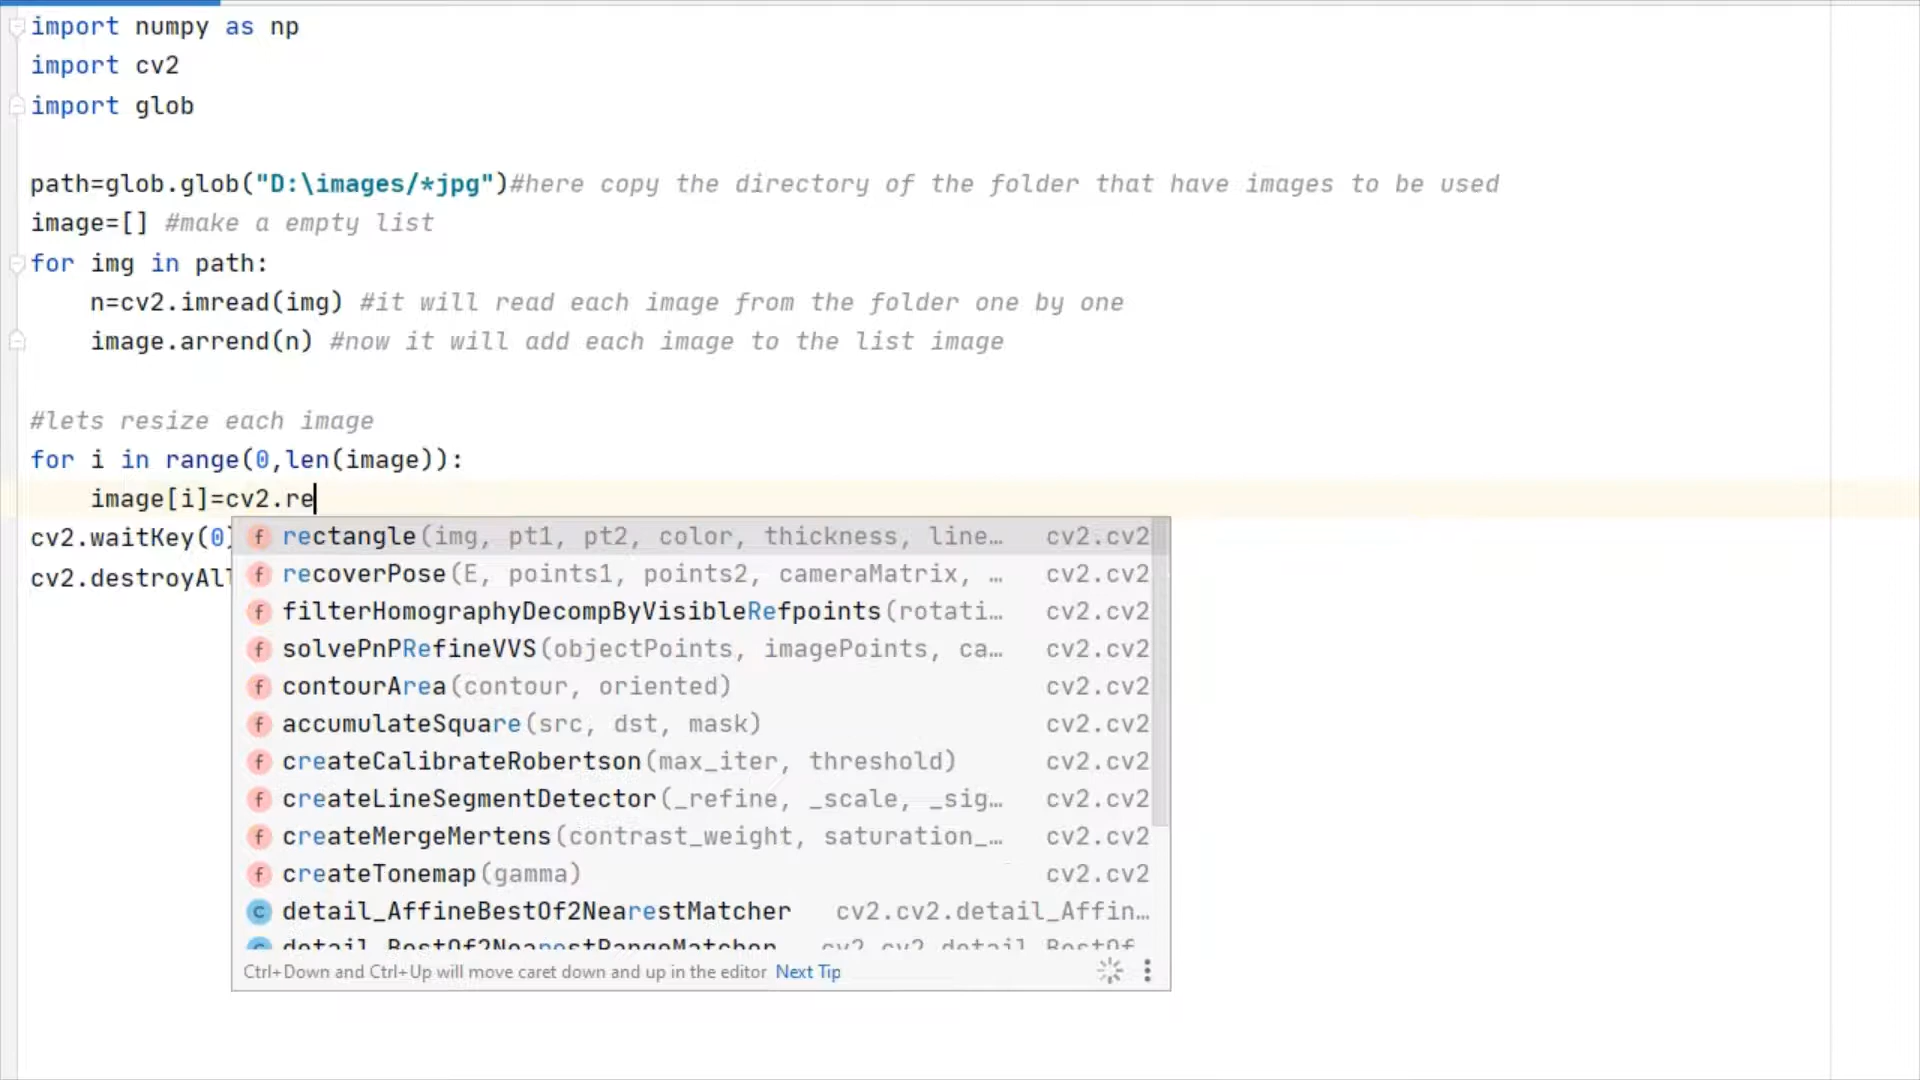 import numpy as np
import cv2
import glob
path=glob.glob("D:\images/*jpg")#here copy the directory of the folder that have images to be used
image=[] #make a empty list
for img in path:
n=cv2.imread(img) #it will read each image from the folder one by one
image.arrend(n) #now it will add each image to the list image
#lets resize each image
for i in range(0,len(image)):
image[i]=cv2.re
cv2.waitKey(0)
cv2.destroyAll
f rectangle(img, pt1, pt2, color, thickness, line… cv2.cv2
f recoverPose(E, points1, points2, cameraMatrix, … cv2.cv2
f filterHomographyDecompByVisibleRefpoints(rotati… cv2.cv2
f solvePnPRefineVVS(objectPoints, imagePoints, ca… cv2.cv2
f contourArea(contour, oriented) cv2.cv2
f accumulateSquare(src, dst, mask) cv2.cv2
f createCalibrateRobertson(max_iter, threshold) cv2.cv2
f createLineSegmentDetector(_refine, _scale, _sig… cv2.cv2
f createMergeMertens(contrast_weight, saturation_… cv2.cv2
f createTonemap(gamma) cv2.cv2
c detail_AffineBestOf2NearestMatcher cv2.cv2.detail_Affin…
c detail_BestOf2NearestRangeMatcher cv2.cv2.detail_BestOf
Ctrl+Down and Ctrl+Up will move caret down and up in the editor Next Tip